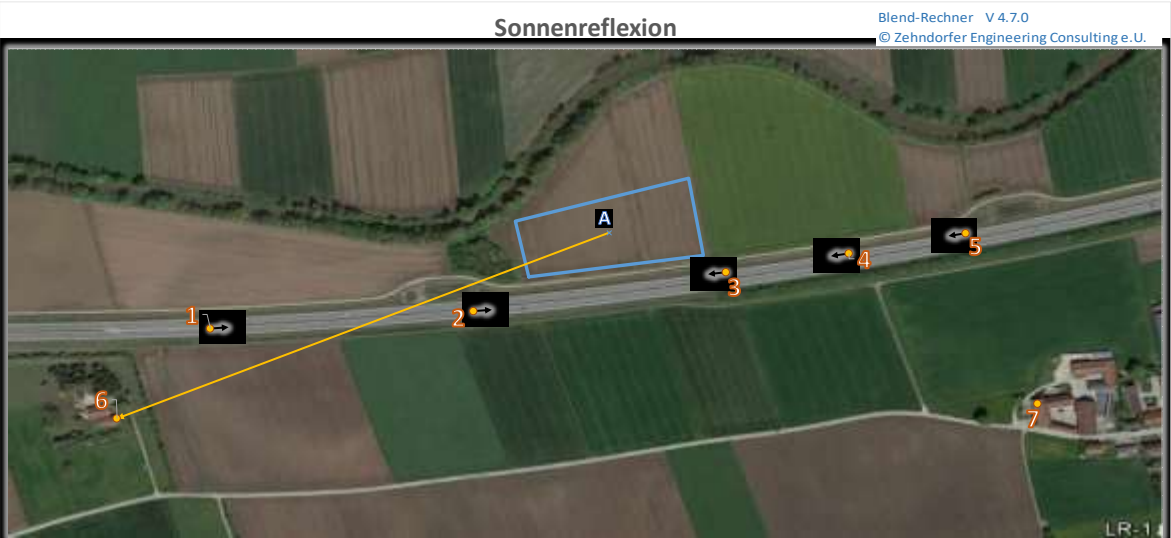 Sonnenreflexion
Blend-Rechner V 4.7.0
© Zehndorfer Engineering Consulting e.U.
A
5
4
3
1
2
6
7
LR-1